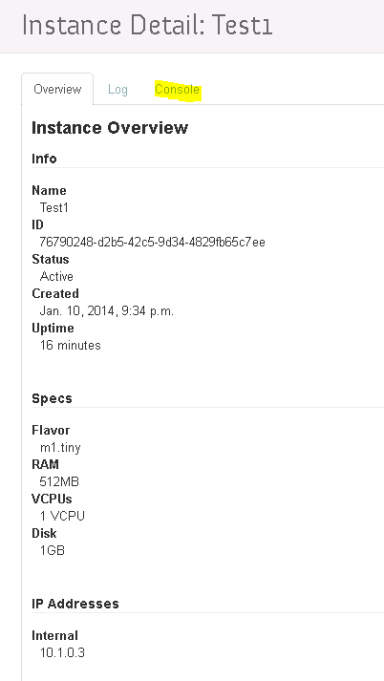 Instance Detail: Test1
Overview Log Console
Instance Overview
Info
Name
Test1
ID
76790248-d2b5-42c5-9d34-4829fb65c7ee
Status
Active
Created
Jan. 10, 2014, 9:34 p.m.
Uptime
16 minutes
Specs
Flavor
m1.tiny
RAM
512MB
VCPUs
1 VCPU
Disk
1GB
IP Addresses
Internal
10.1.0.3